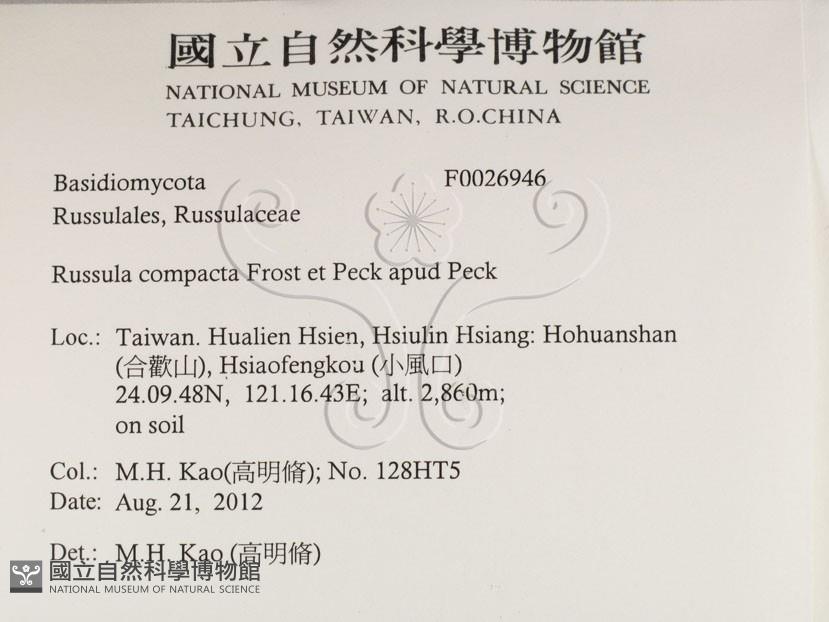 國立自然科學博物館
NATIONAL MUSEUM OF NATURAL SCIENCE
TAICHUNG, TAIWAN, R.O.CHINA
Basidiomycota F0026946
Russulales, Russulaceae
Russula compacta Frost et Peck apud Peck
Loc.: Taiwan. Hualien Hsien, Hsiulin Hsiang: Hohuanshan
(合歡山), Hsiaofengkou (小風口)
24.09.48N, 121.16.43E; alt. 2,860m;
on soil
Col.: M.H. Kao(高明脩); No. 128HT5
Date: Aug. 21, 2012
Det.: M.H. Kao (高明脩)
國立自然科學博物館
NATIONAL MUSEUM OF NATURAL SCIENCE